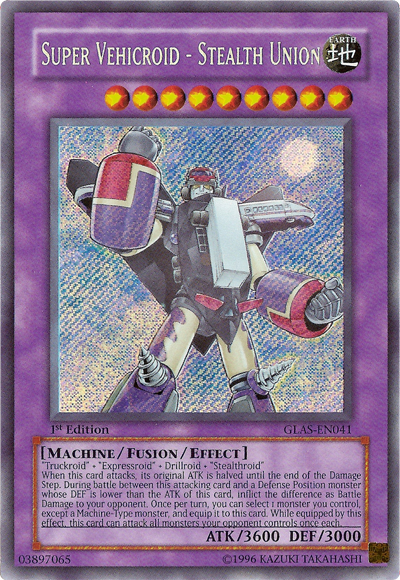 SUPER VEHICROID - STEALTH UNION
EARTH
地
1st Edition
GLAS-EN041
[MACHINE/FUSION/EFFECT]
"Truckroid" + "Expressroid" + "Drillroid" + "Stealthroid"
When this card attacks, its original ATK is halved until the end of the Damage
Step. During battle between this attacking card and a Defense Position monster
whose DEF is lower than the ATK of this card, inflict the difference as Battle
Damage to your opponent. Once per turn, you can select 1 monster you control,
except a Machine-Type monster, and equip it to this card. While equipped by this
effect, this card can attack all monsters your opponent controls once each.
ATK/3600 DEF/3000
03897065
©1996 KAZUKI TAKAHASHI